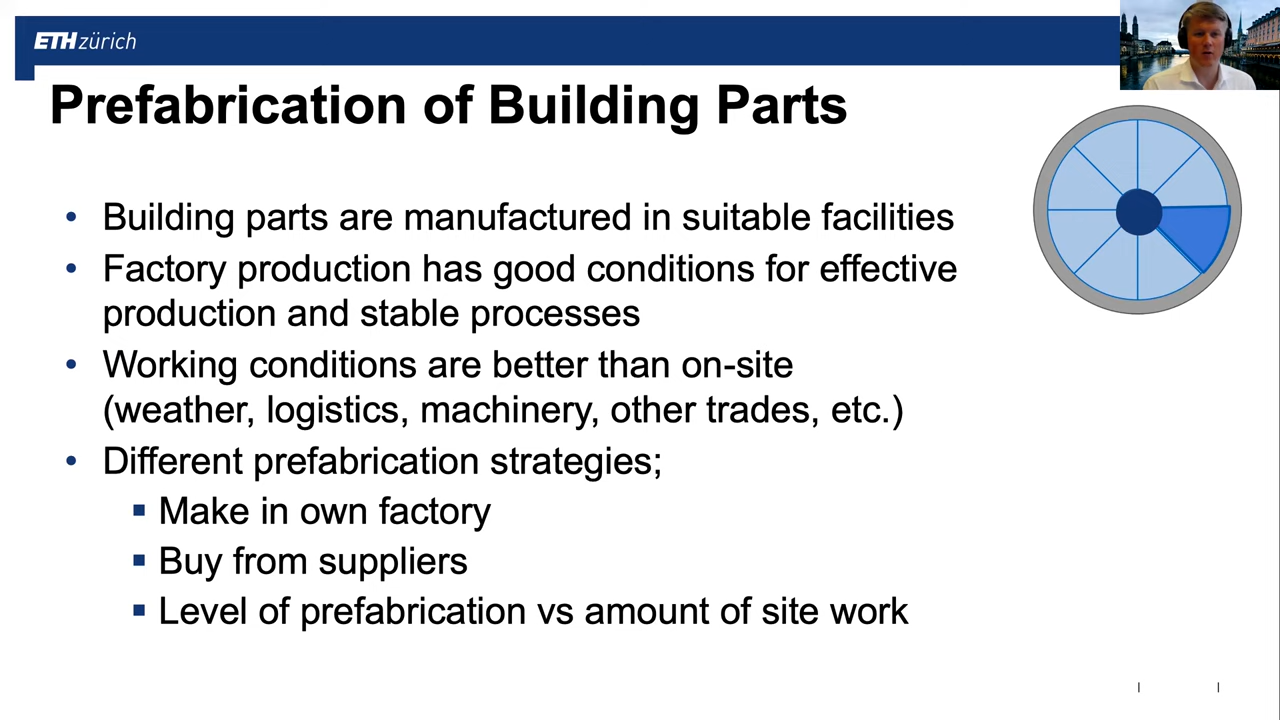 ETH zürich
Prefabrication of Building Parts
• Building parts are manufactured in suitable facilities
• Factory production has good conditions for effective
production and stable processes
• Working conditions are better than on-site
(weather, logistics, machinery, other trades, etc.)
• Different prefabrication strategies;
▪ Make in own factory
▪ Buy from suppliers
▪ Level of prefabrication vs amount of site work